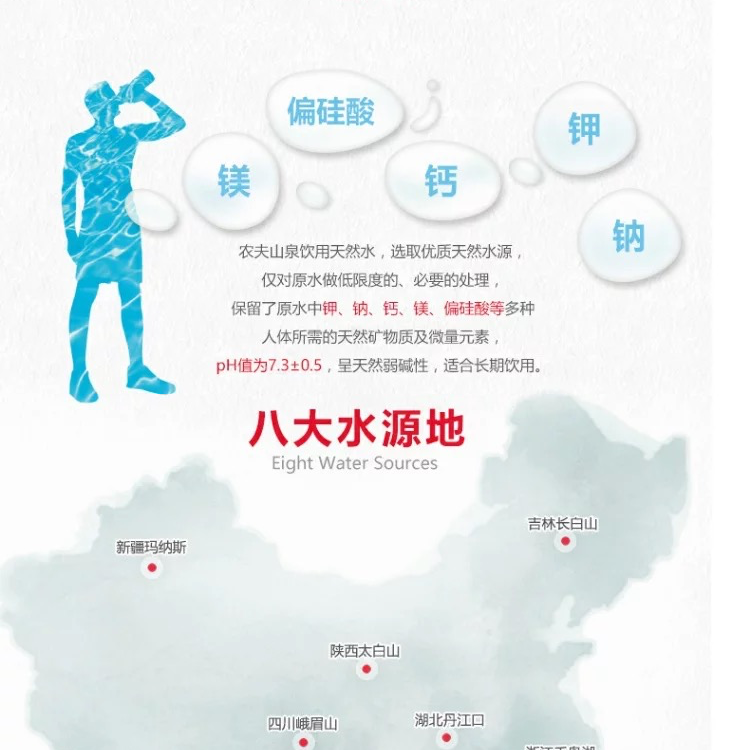 偏硅酸
钾
镁
钙
钠
农夫山泉饮用天然水，选取优质天然水源，
仅对原水做低限度的、必要的处理，
保留了原水中钾、钠、钙、镁、偏硅酸等多种
人体所需的天然矿物质及微量元素，
pH值为7.3±0.5，呈天然弱碱性，适合长期饮用。
八大水源地
Eight Water Sources
吉林长白山
新疆玛纳斯
陕西太白山
四川峨眉山
湖北丹江口